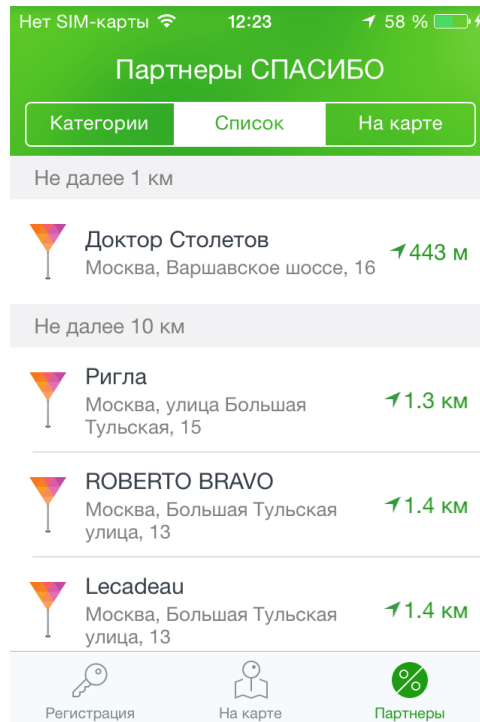 Нет SIM-карты 12:23 58 %
Партнеры СПАСИБО
Категории Список На карте
Не далее 1 км
Доктор Столетов
Москва, Варшавское шоссе, 16
443 м
Не далее 10 км
Ригла
Москва, улица Большая
Тульская, 15
1.3 км
ROBERTO BRAVO
Москва, Большая Тульская
улица, 13
1.4 км
Lecadeau
Москва, Большая Тульская
улица, 13
1.4 км
Регистрация На карте Партнеры